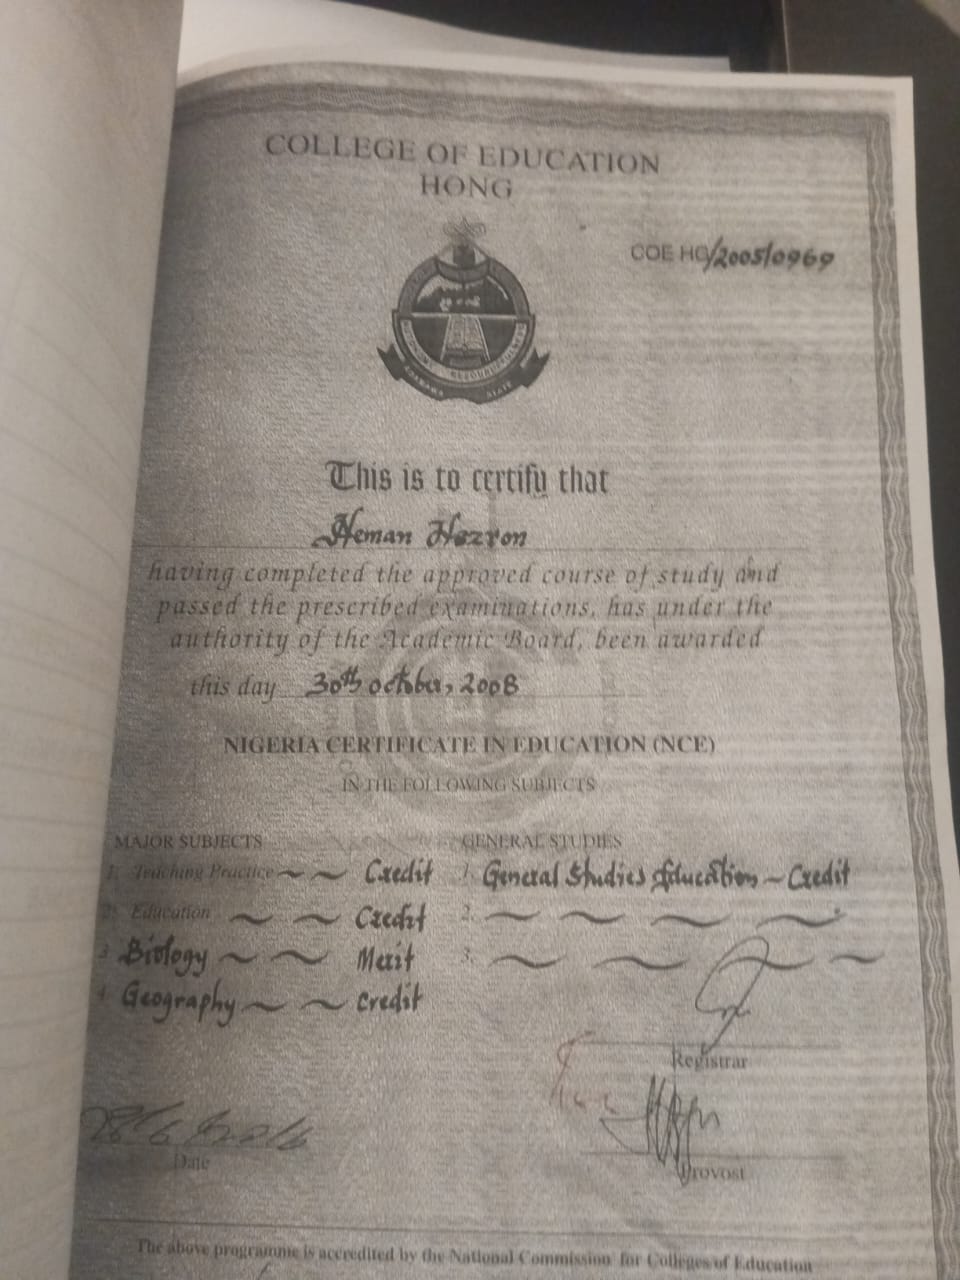 COLLEGE OF EDUCATION
HONG
COE HO/2005/0969
ADAMAWA STATE
This is to certify that
Heman Hezron
having completed the approved course of study and
passed the prescribed examinations, has under the
authority of the Academic Board, been awarded
this day 30th october, 2008
NIGERIA CERTIFICATE IN EDUCATION (NCE)
IN THE FOLLOWING SUBJECTS
MAJOR SUBJECTS
1. Teaching Practice ~ ~ Credit
2. Education ~ ~ Credit
3. Biology ~ ~ Merit
4. Geography ~ ~ credit
GENERAL STUDIES
1. General Studies Education ~ Credit
2. ~ ~ ~ ~
3. ~ ~ ~ ~
Registrar
Provost
Date
The above programme is accredited by the National Commission for Colleges of Education